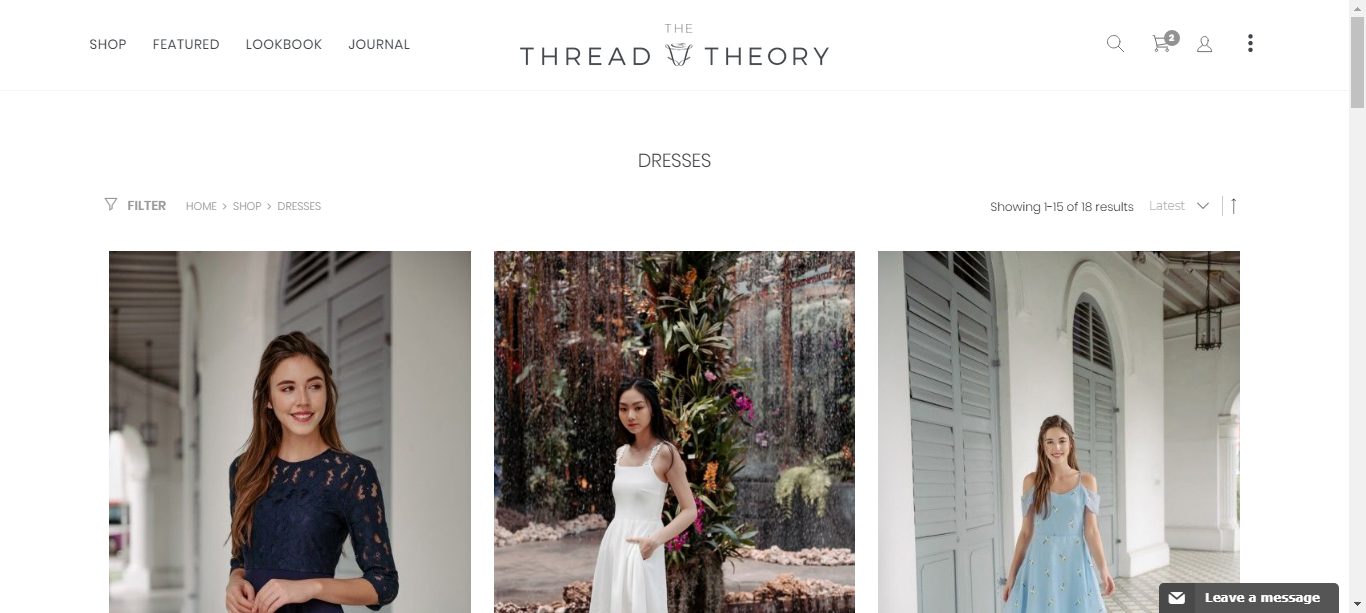 SHOP FEATURED LOOKBOOK JOURNAL
THE
THREAD THEORY
2
DRESSES
FILTER HOME > SHOP > DRESSES
Showing 1-15 of 18 results Latest
Leave a message